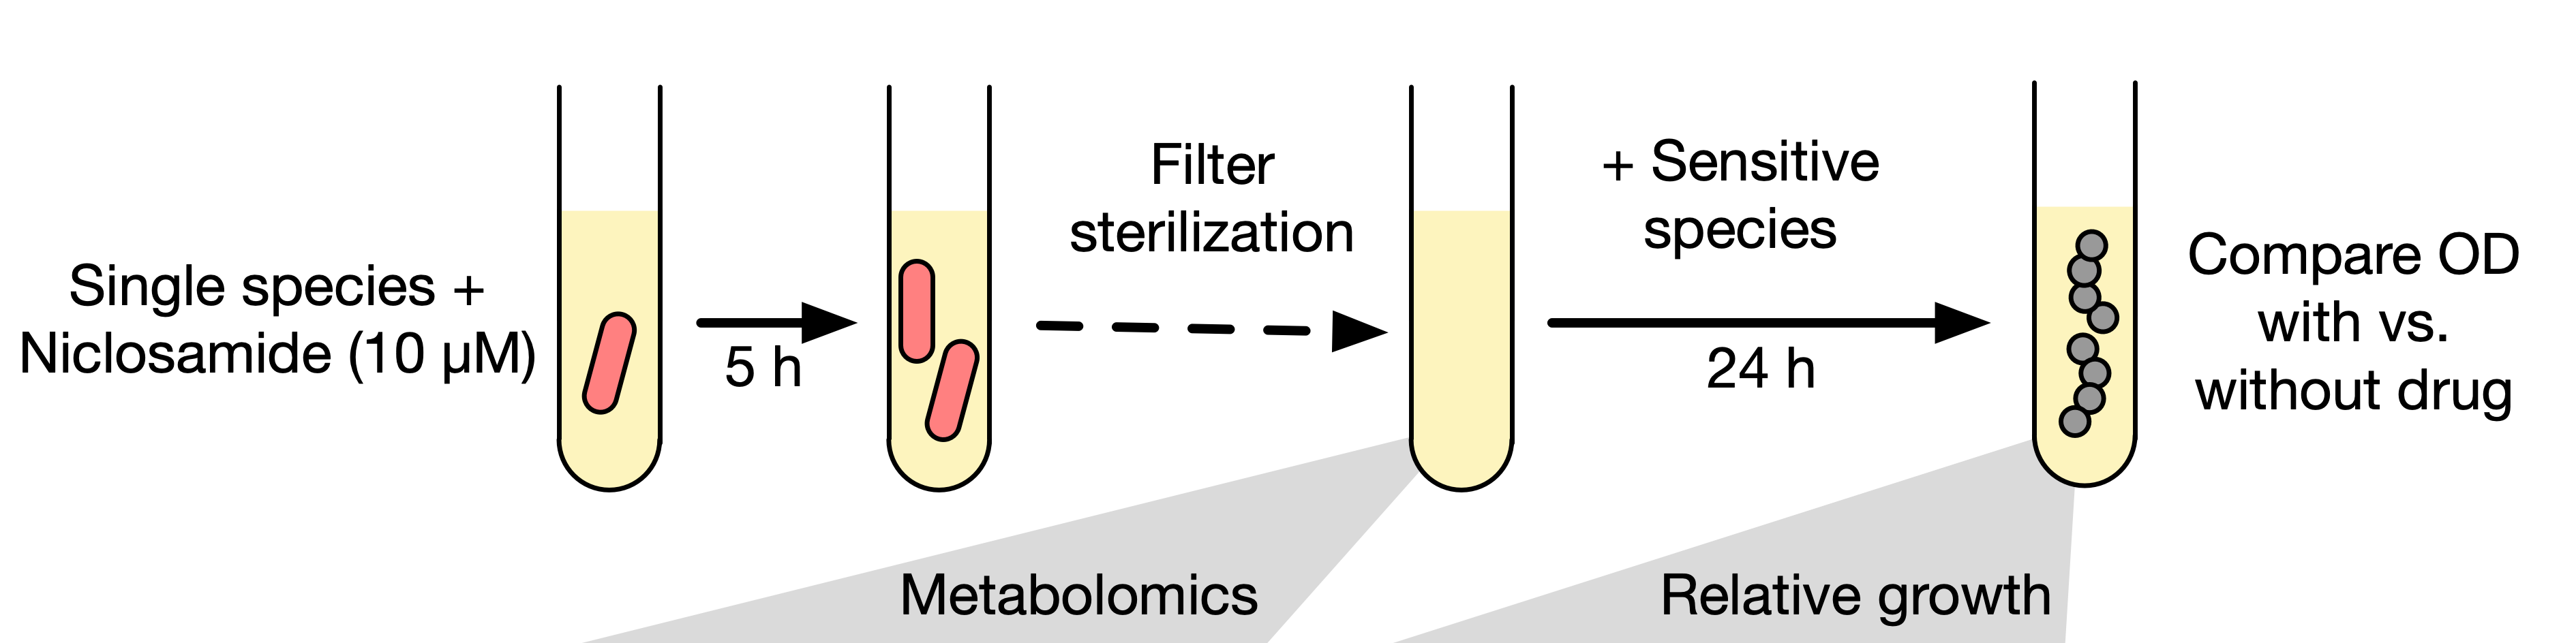 Single species +
Niclosamide (10 µM)
5 h
Filter
sterilization
+ Sensitive
species
24 h
Compare OD
with vs.
without drug
Metabolomics
Relative growth